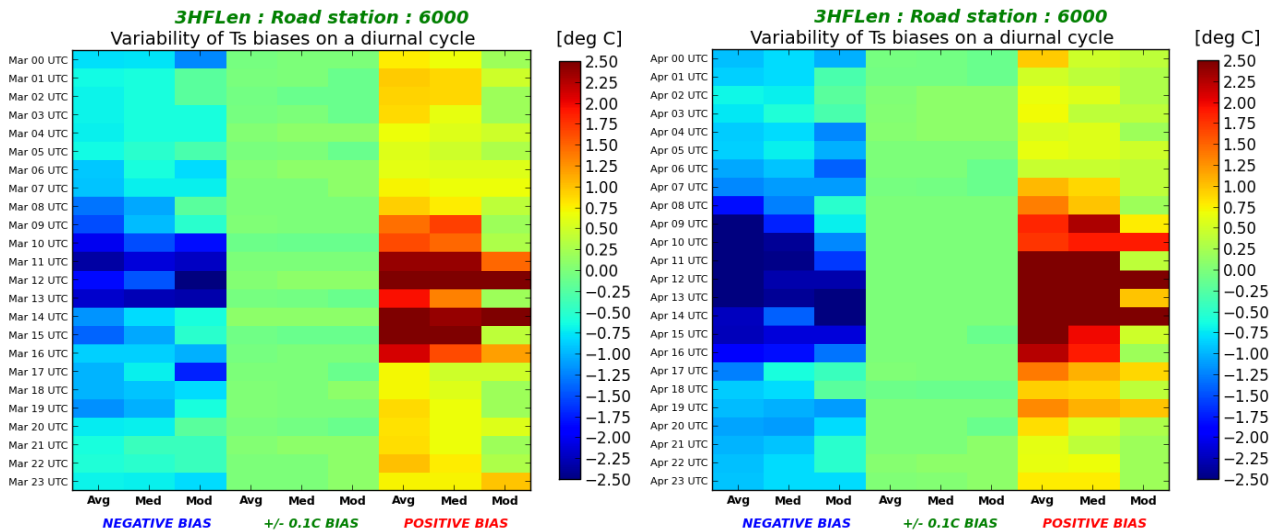 3HFLen : Road station : 6000
Variability of Ts biases on a diurnal cycle
[deg C]
Mar 00 UTC
Mar 01 UTC
Mar 02 UTC
Mar 03 UTC
Mar 04 UTC
Mar 05 UTC
Mar 06 UTC
Mar 07 UTC
Mar 08 UTC
Mar 09 UTC
Mar 10 UTC
Mar 11 UTC
Mar 12 UTC
Mar 13 UTC
Mar 14 UTC
Mar 15 UTC
Mar 16 UTC
Mar 17 UTC
Mar 18 UTC
Mar 19 UTC
Mar 20 UTC
Mar 21 UTC
Mar 22 UTC
Mar 23 UTC
2.50
2.25
2.00
1.75
1.50
1.25
1.00
0.75
0.50
0.25
0.00
−0.25
−0.50
−0.75
−1.00
−1.25
−1.50
−1.75
−2.00
−2.25
−2.50
Avg Med Mod Avg Med Mod Avg Med Mod
NEGATIVE BIAS +/- 0.1C BIAS POSITIVE BIAS
3HFLen : Road station : 6000
Variability of Ts biases on a diurnal cycle
[deg C]
Apr 00 UTC
Apr 01 UTC
Apr 02 UTC
Apr 03 UTC
Apr 04 UTC
Apr 05 UTC
Apr 06 UTC
Apr 07 UTC
Apr 08 UTC
Apr 09 UTC
Apr 10 UTC
Apr 11 UTC
Apr 12 UTC
Apr 13 UTC
Apr 14 UTC
Apr 15 UTC
Apr 16 UTC
Apr 17 UTC
Apr 18 UTC
Apr 19 UTC
Apr 20 UTC
Apr 21 UTC
Apr 22 UTC
Apr 23 UTC
2.50
2.25
2.00
1.75
1.50
1.25
1.00
0.75
0.50
0.25
0.00
−0.25
−0.50
−0.75
−1.00
−1.25
−1.50
−1.75
−2.00
−2.25
−2.50
Avg Med Mod Avg Med Mod Avg Med Mod
NEGATIVE BIAS +/- 0.1C BIAS POSITIVE BIAS